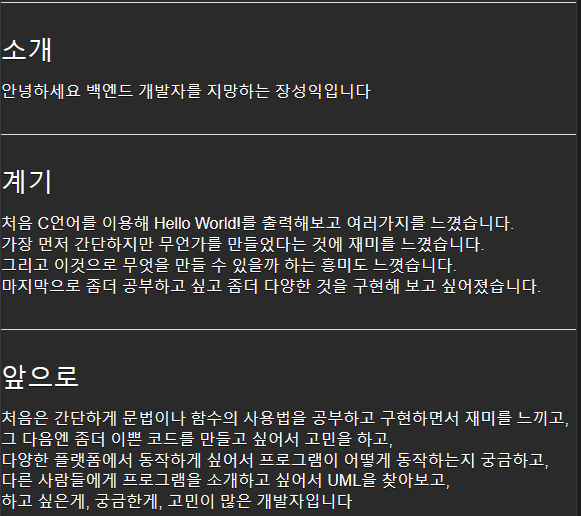 소개
안녕하세요 백엔드 개발자를 지망하는 장성익입니다
계기
처음 C언어를 이용해 Hello World!를 출력해보고 여러가지를 느꼈습니다.
가장 먼저 간단하지만 무언가를 만들었다는 것에 재미를 느꼈습니다.
그리고 이것으로 무엇을 만들 수 있을까 하는 흥미도 느꼇습니다.
마지막으로 좀더 공부하고 싶고 좀더 다양한 것을 구현해 보고 싶어졌습니다.
앞으로
처음은 간단하게 문법이나 함수의 사용법을 공부하고 구현하면서 재미를 느끼고,
그 다음엔 좀더 이쁜 코드를 만들고 싶어서 고민을 하고,
다양한 플랫폼에서 동작하게 싶어서 프로그램이 어떻게 동작하는지 궁금하고,
다른 사람들에게 프로그램을 소개하고 싶어서 UML을 찾아보고,
하고 싶은게, 궁금한게, 고민이 많은 개발자입니다